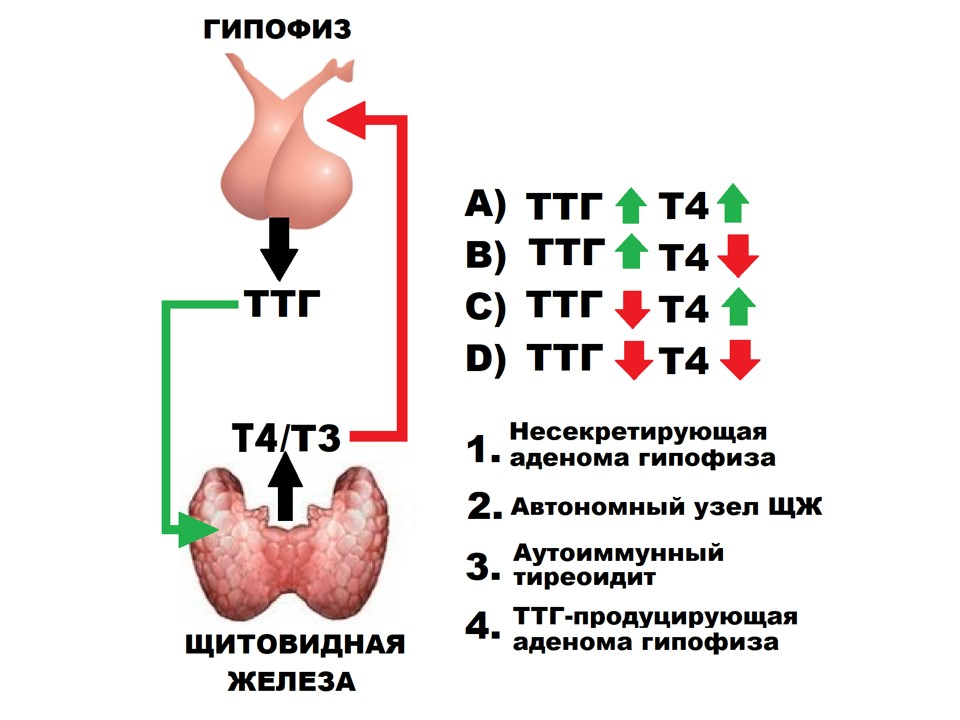 ГИПОФИЗ
ТТГ
Т4/Т3
ЩИТОВИДНАЯ
ЖЕЛЕЗА
A) ТТГ Т4
B) ТТГ Т4
C) ТТГ Т4
D) ТТГ Т4
1. Несекретирующая
аденома гипофиза
2. Автономный узел ЩЖ
3. Аутоиммунный
тиреоидит
4. ТТГ-продуцирующая
аденома гипофиза